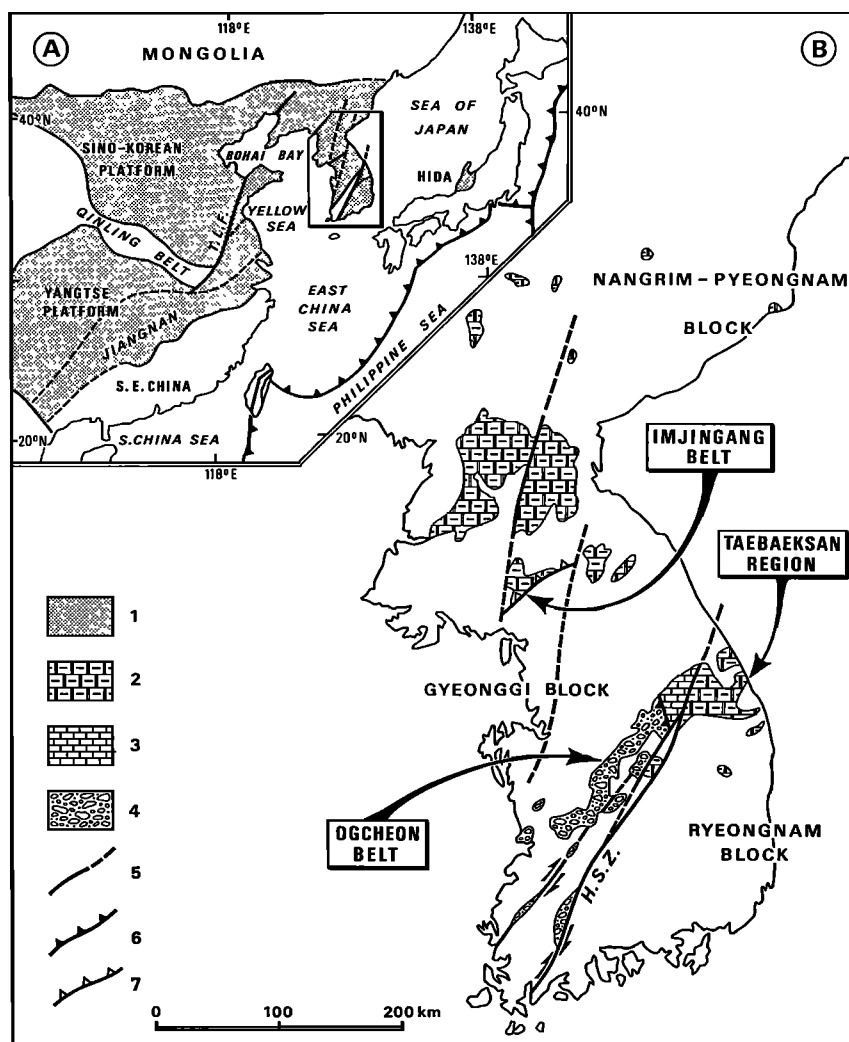 A
118°E
138°E
B
MONGOLIA
40°N
SEA OF
JAPAN
40°N
SINO-KOREAN
PLATFORM
BOHAI BAY
HIDA
QINLING BELT
T.L.F.
YELLOW
SEA
138°E
YANGTSE
PLATFORM
JIANGNAN
EAST
CHINA
SEA
PHILIPPINE SEA
S.E.CHINA
20°N
S.CHINA SEA
20°N
118°E
NANGRIM-PYEONGNAM
BLOCK
IMJINGANG
BELT
TAEBAEKSAN
REGION
GYEONGGI BLOCK
OGCHEON
BELT
RYEONGNAM
BLOCK
H.S.Z.
1
2
3
4
5
6
7
0 100 200 km